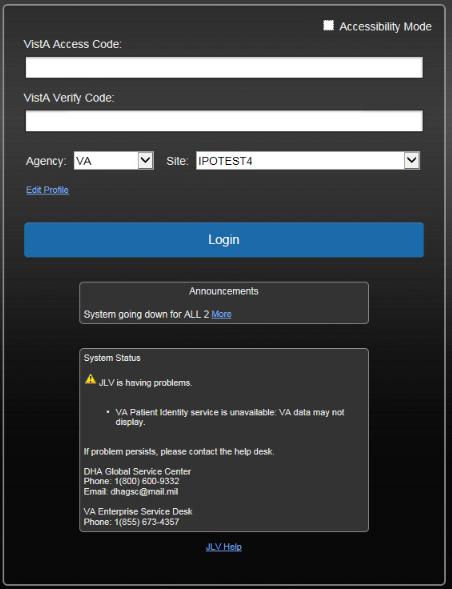 Accessibility Mode
VistA Access Code:
VistA Verify Code:
Agency: VA Site: IPOTEST4
Edit Profile
Login
Announcements
System going down for ALL 2 More
System Status
JLV is having problems.
• VA Patient Identity service is unavailable: VA data may not
display.
If problem persists, please contact the help desk.
DHA Global Service Center
Phone: 1(800) 600-9332
Email: dhagsc@mail.mil
VA Enterprise Service Desk
Phone: 1(855) 673-4357
JLV Help